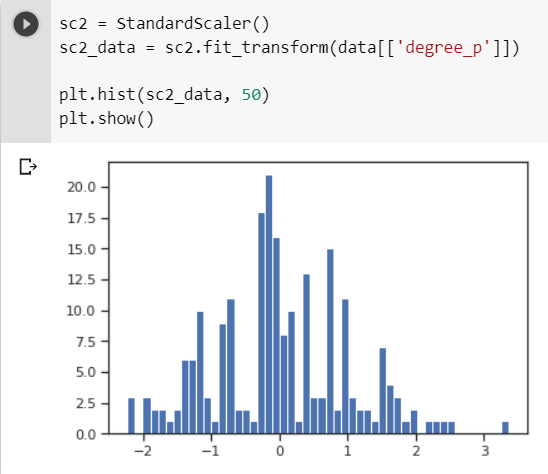 sc2 = StandardScaler()
sc2_data = sc2.fit_transform(data[['degree_p']])
plt.hist(sc2_data, 50)
plt.show()
20.0
17.5
15.0
12.5
10.0
7.5
5.0
2.5
0.0
−2 −1 0 1 2 3